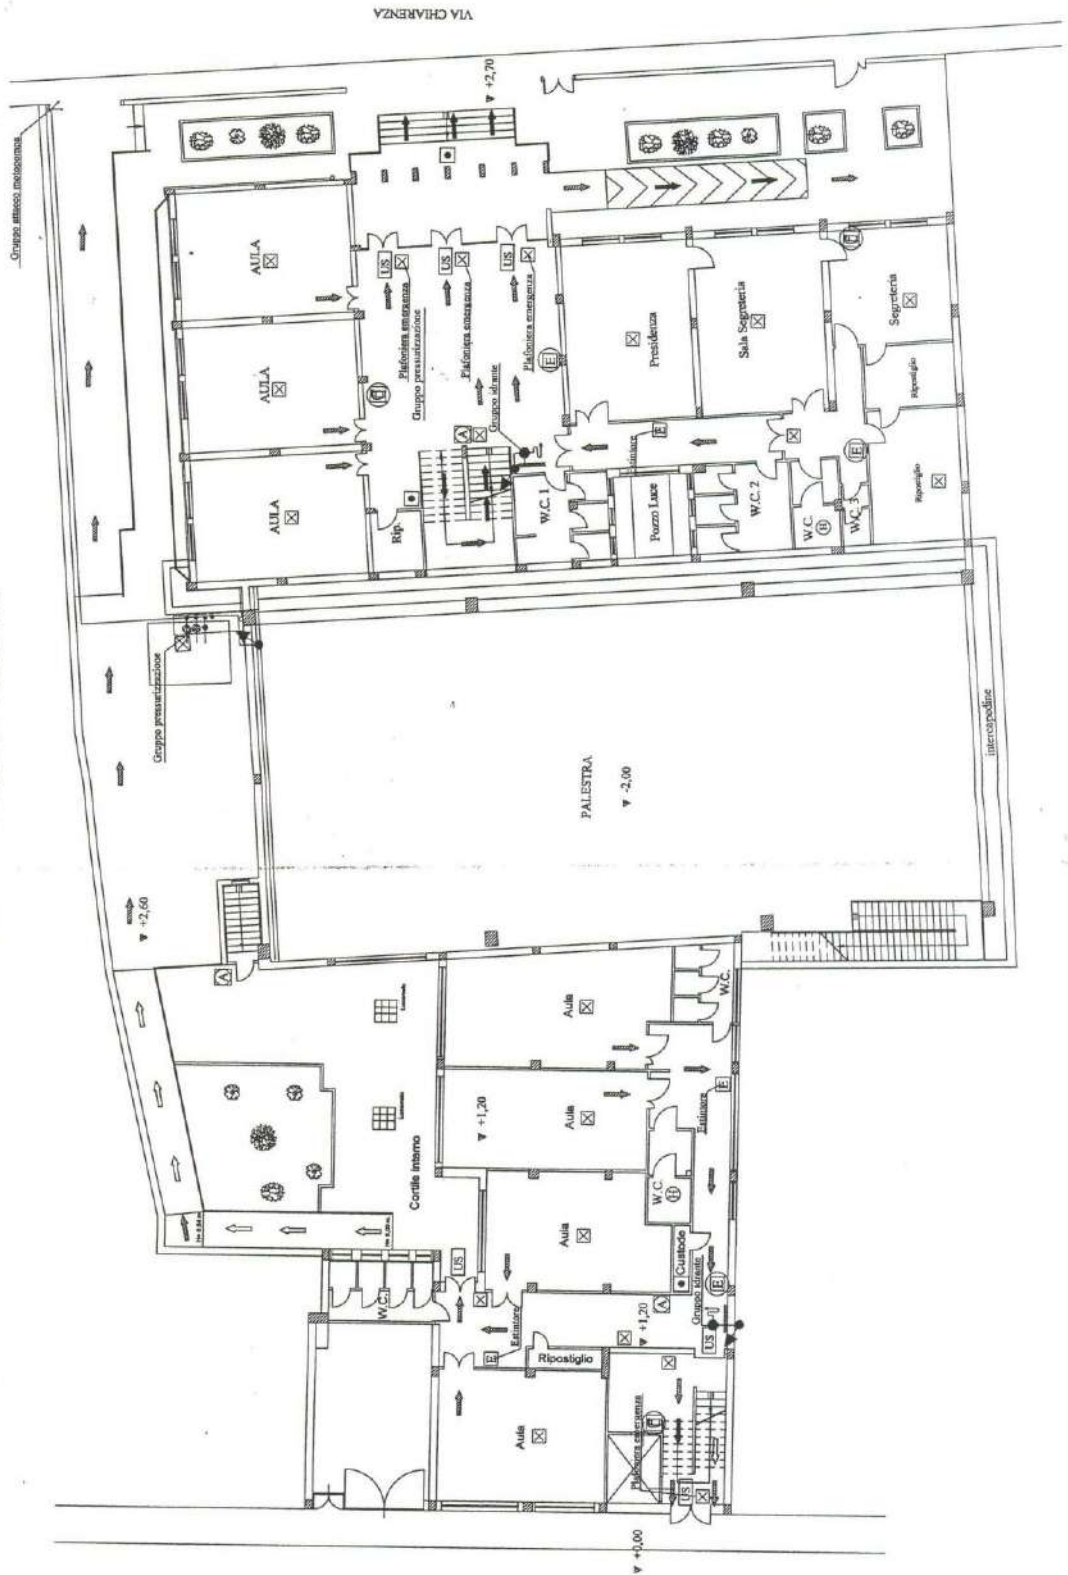 VIA CHIARENZA
Gruppo attacco motopompa
+2,70
AULA
AULA
AULA
US
US
US
Plafoniera emergenza
Gruppo pressurizzazione
Plafoniera emergenza
Plafoniera emergenza
Gruppo idrante
A
E
Presidenza
Sala Segreteria
Segreteria
Ripostiglio
Ripostiglio
Estintore
E
E
Rip.
W.C. 1
Pozzo Luce
W.C. 2
W.C.
H
W.C. 3
Gruppo pressurizzazione
PALESTRA
-2,00
intercapedine
+2,60
A
Cortile interno
Aula
Aula
+1,20
Aula
W.C.
W.C.
H
Estintore
E
Custode
Gruppo idrante
E
US
A
+1,20
W.C.
US
Estintore
E
Ripostiglio
Aula
Plafoniera emergenza
US
+0,00